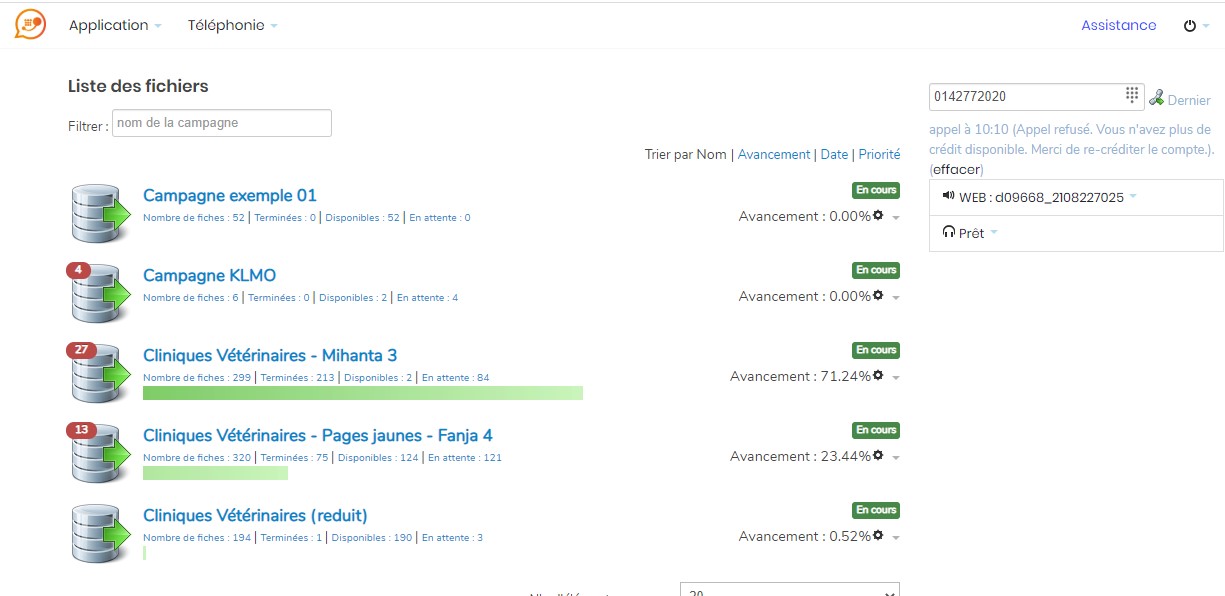 Application Téléphonie Assistance
Liste des fichiers
Filtrer : nom de la campagne
Trier par Nom | Avancement | Date | Priorité
Campagne exemple 01
Nombre de fiches : 52 | Terminées : 0 | Disponibles : 52 | En attente : 0
En cours
Avancement : 0.00%
4
Campagne KLMO
Nombre de fiches : 6 | Terminées : 0 | Disponibles : 2 | En attente : 4
En cours
Avancement : 0.00%
27
Cliniques Vétérinaires - Mihanta 3
Nombre de fiches : 299 | Terminées : 213 | Disponibles : 2 | En attente : 84
En cours
Avancement : 71.24%
13
Cliniques Vétérinaires - Pages jaunes - Fanja 4
Nombre de fiches : 320 | Terminées : 75 | Disponibles : 124 | En attente : 121
En cours
Avancement : 23.44%
Cliniques Vétérinaires (reduit)
Nombre de fiches : 194 | Terminées : 1 | Disponibles : 190 | En attente : 3
En cours
Avancement : 0.52%
20
0142772020 Dernier
appel à 10:10 (Appel refusé. Vous n'avez plus de
crédit disponible. Merci de re-créditer le compte.).
(effacer)
WEB : d09668_2108227025
Prêt